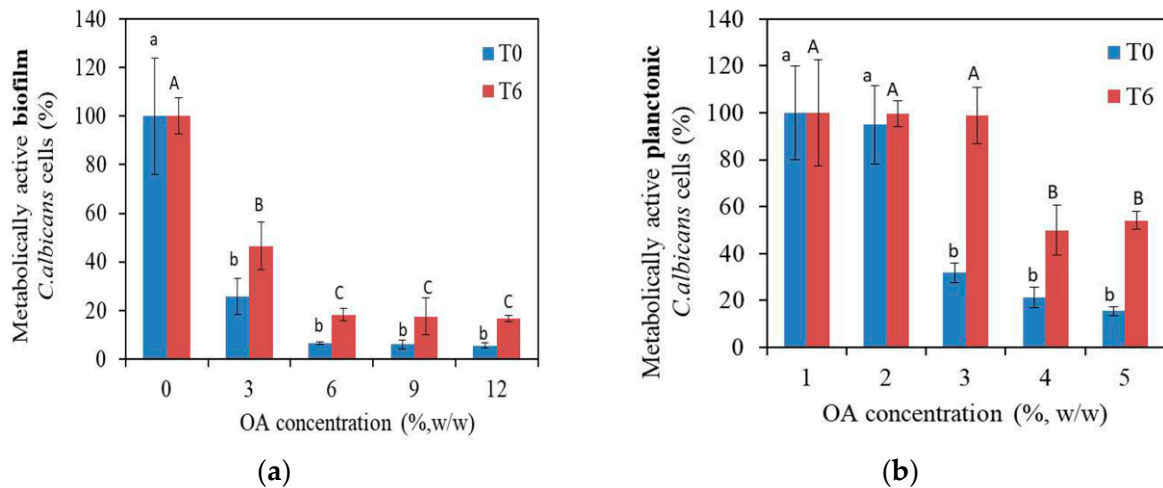 Metabolically active biofilm
C.albicans cells (%)
140
120
100
80
60
40
20
0
a
A
b
B
b
C
b
C
b
C
T0
T6
0 3 6 9 12
OA concentration (%,w/w)
(a)
Metabolically active planctonic
C.albicans cells (%)
140
120
100
80
60
40
20
0
a
A
a
A
b
A
b
B
b
B
T0
T6
1 2 3 4 5
OA concentration (%, w/w)
(b)